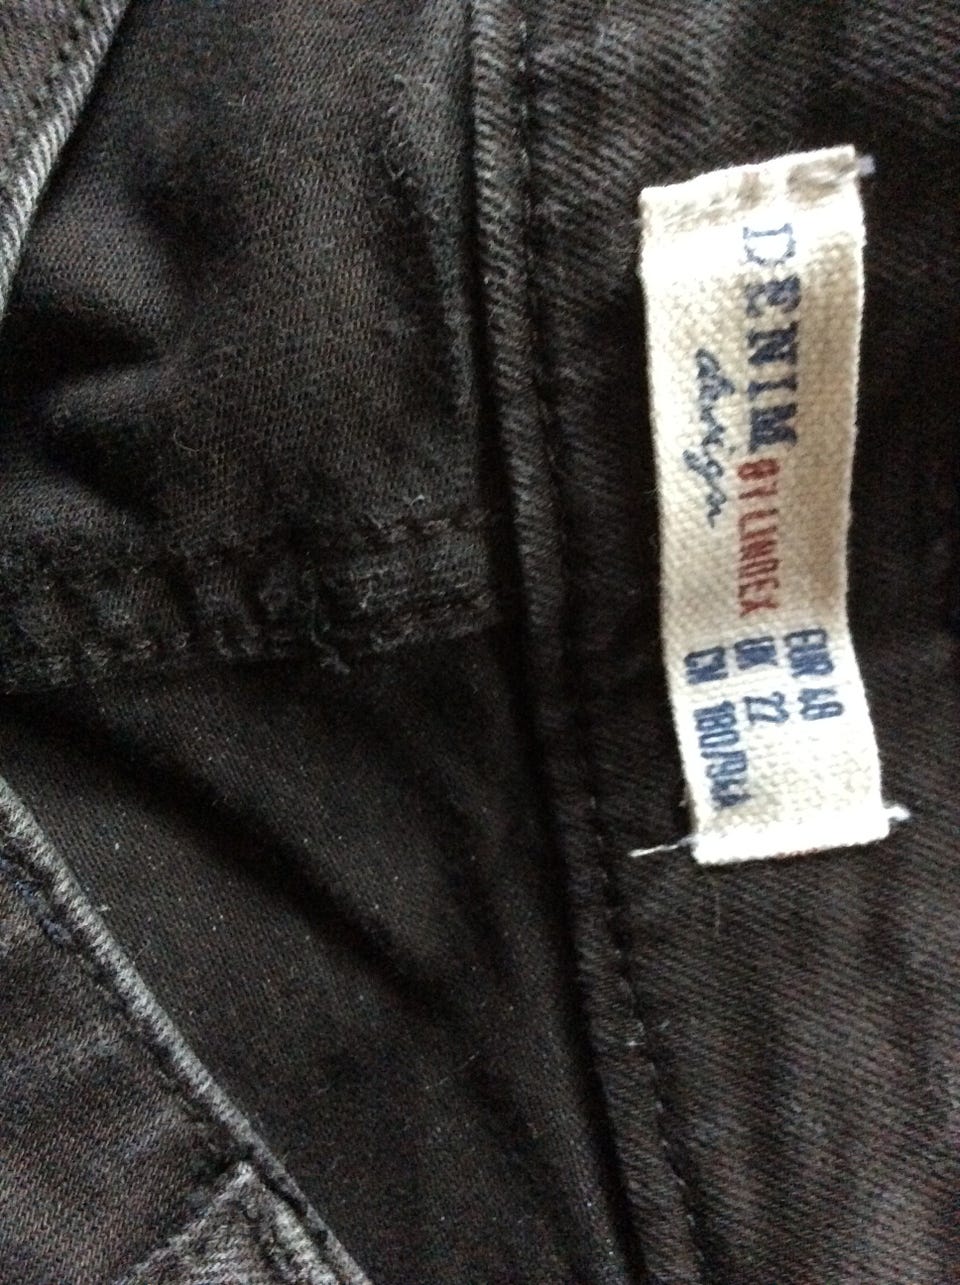 DENIM BY LINDEX
design
EUR 48
UK 22
CN 180/94A